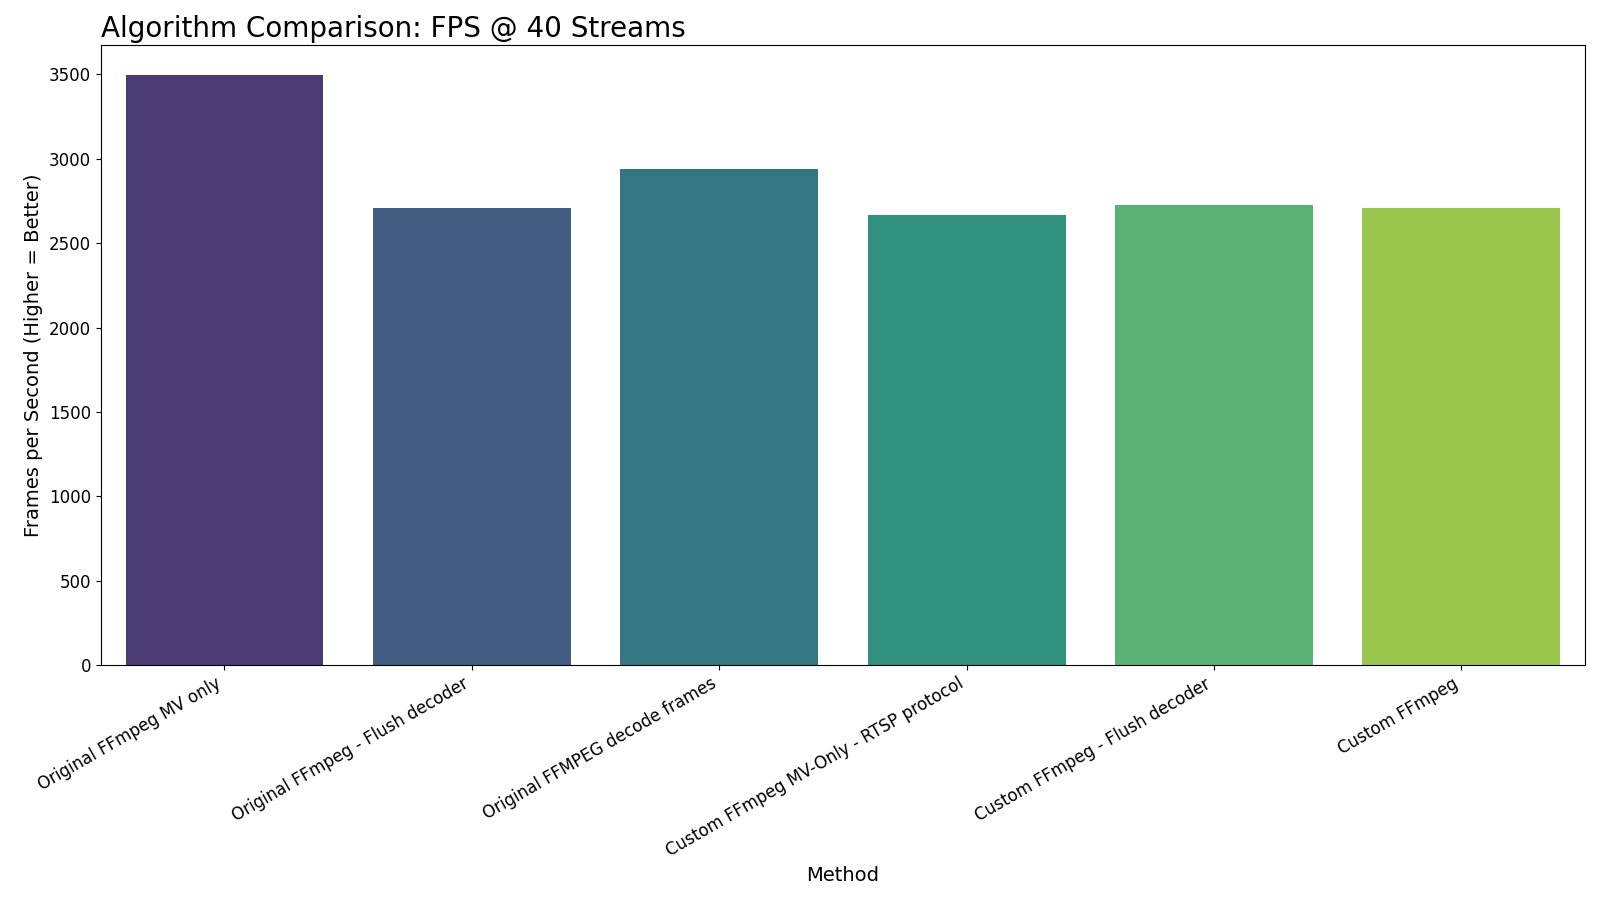 Algorithm Comparison: FPS @ 40 Streams
Frames per Second (Higher = Better)
3500
3000
2500
2000
1500
1000
500
0
Original FFmpeg MV only
Original FFmpeg - Flush decoder
Original FFMPEG decode frames
Custom FFmpeg MV-Only - RTSP protocol
Custom FFmpeg - Flush decoder
Custom FFmpeg
Method